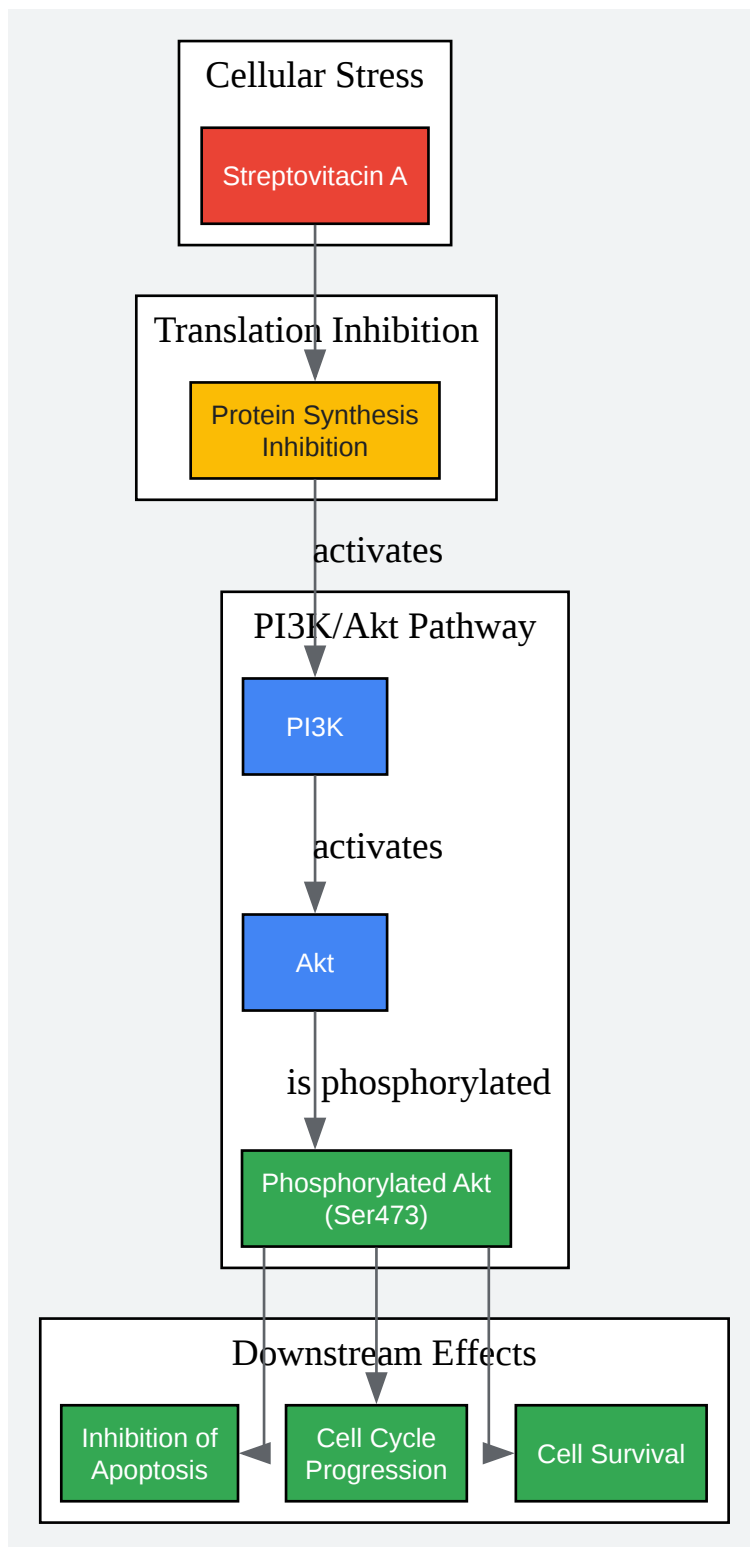 Cellular Stress
Streptovitacin A
Translation Inhibition
Protein Synthesis
Inhibition
activates
PI3K/Akt Pathway
PI3K
activates
Akt
is phosphorylated
Phosphorylated Akt
(Ser473)
Downstream Effects
Inhibition of
Apoptosis
Cell Cycle
Progression
Cell Survival